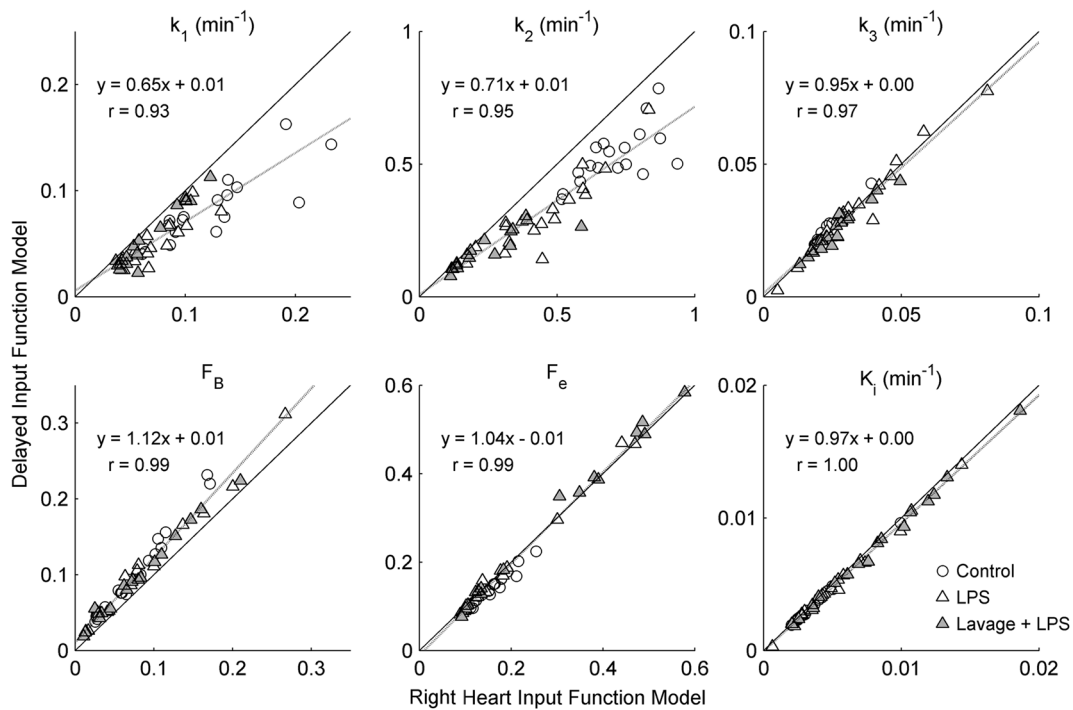 k1 (min-1)
y = 0.65x + 0.01
r = 0.93
0.2
0.1
0
0
0.1
0.2
k2 (min-1)
y = 0.71x + 0.01
r = 0.95
1
0.5
0
0
0.5
1
k3 (min-1)
y = 0.95x + 0.00
r = 0.97
0.1
0.05
0
0
0.05
0.1
Delayed Input Function Model
FB
y = 1.12x + 0.01
r = 0.99
0.3
0.2
0.1
0
0
0.1
0.2
0.3
Fe
y = 1.04x - 0.01
r = 0.99
0.6
0.4
0.2
0
0
0.2
0.4
0.6
Ki (min-1)
y = 0.97x + 0.00
r = 1.00
0.02
0.01
0
0
0.01
0.02
Control
LPS
Lavage + LPS
Right Heart Input Function Model